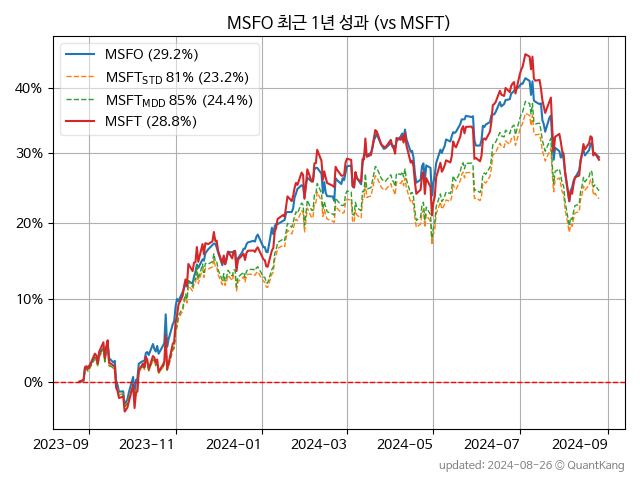 MSFO 최근 1년 성과 (vs MSFT)
MSFO (29.2%)
MSFT_STD 81% (23.2%)
MSFT_MDD 85% (24.4%)
MSFT (28.8%)
40%
30%
20%
10%
0%
2023-09 2023-11 2024-01 2024-03 2024-05 2024-07 2024-09
updated: 2024-08-26 © QuantKang